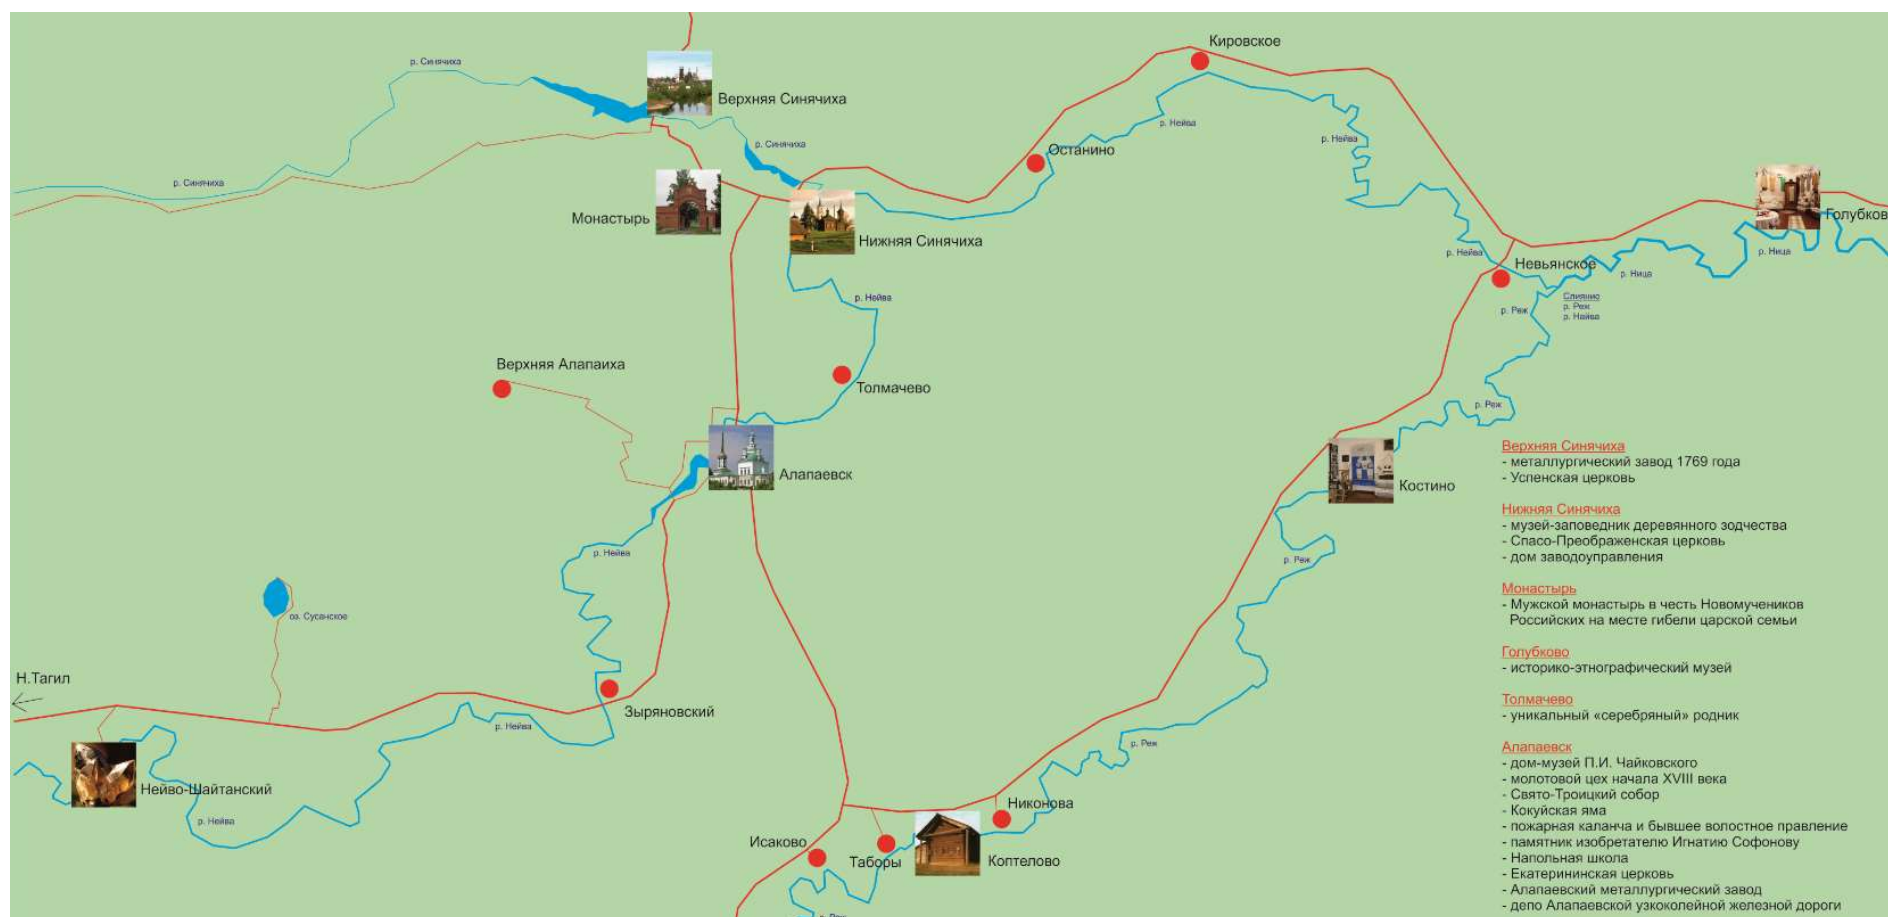 Кировское
р. Синячиха
Верхняя Синячиха
р. Нейва
р. Нейва
р. Синячиха
Останино
р. Синячиха
Монастырь
Голубков
Нижняя Синячиха
р. Нейва
Невьянское
р. Ница
р. Ница
р. Нейва
Слияние
р. Реж
р. Нейва
р. Реж
Верхняя Алапаиха
Толмачево
р. Реж
Алапаевск
Костино
р. Нейва
р. Реж
оз. Сусанское
Н.Тагил
Зыряновский
р. Нейва
р. Реж
Нейво-Шайтанский
р. Нейва
Никонова
Исаково
Таборы
Коптелово
р. Реж
Верхняя Синячиха
- металлургический завод 1769 года
- Успенская церковь
Нижняя Синячиха
- музей-заповедник деревянного зодчества
- Спасо-Преображенская церковь
- дом заводоуправления
Монастырь
- Мужской монастырь в честь Новомучеников
Российских на месте гибели царской семьи
Голубково
- историко-этнографический музей
Толмачево
- уникальный «серебряный» родник
Алапаевск
- дом-музей П.И. Чайковского
- молотовой цех начала XVIII века
- Свято-Троицкий собор
- Кокуйская яма
- пожарная каланча и бывшее волостное правление
- памятник изобретателю Игнатию Софонову
- Напольная школа
- Екатерининская церковь
- Алапаевский металлургический завод
- депо Алапаевской узкоколейной железной дороги